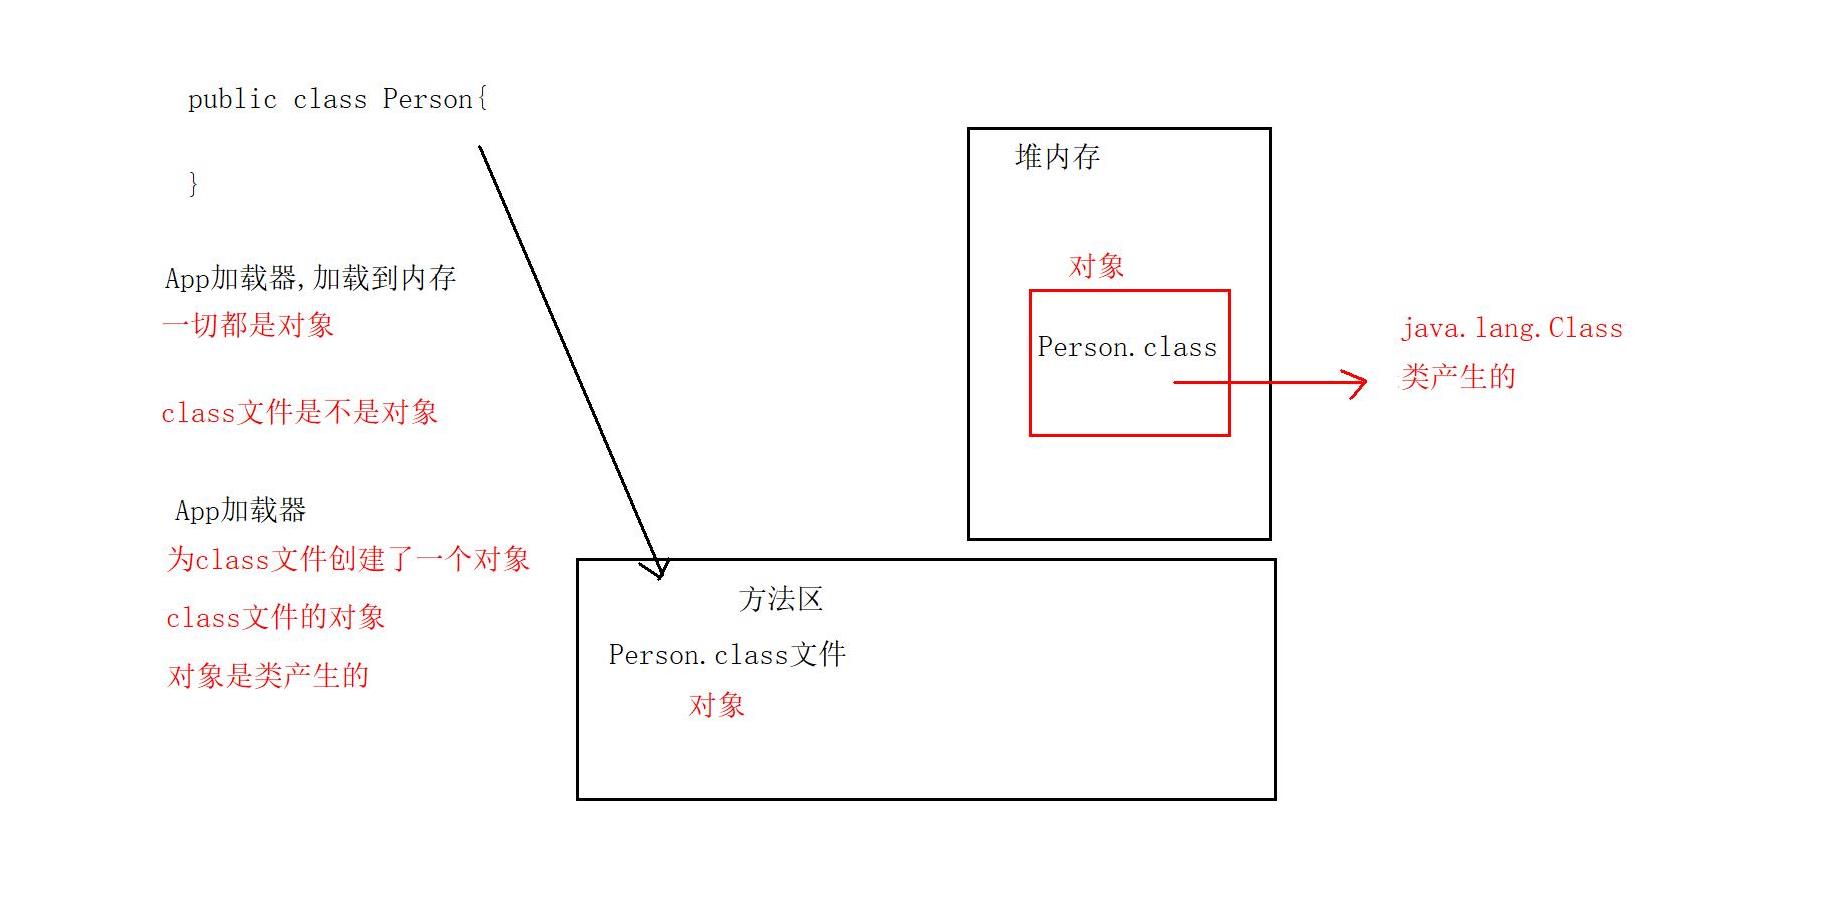 public class Person{
}
App加载器,加载到内存
一切都是对象
class文件是不是对象
App加载器
为class文件创建了一个对象
class文件的对象
对象是类产生的
堆内存
对象
Person.class
java.lang.Class
类产生的
方法区
Person.class文件
对象